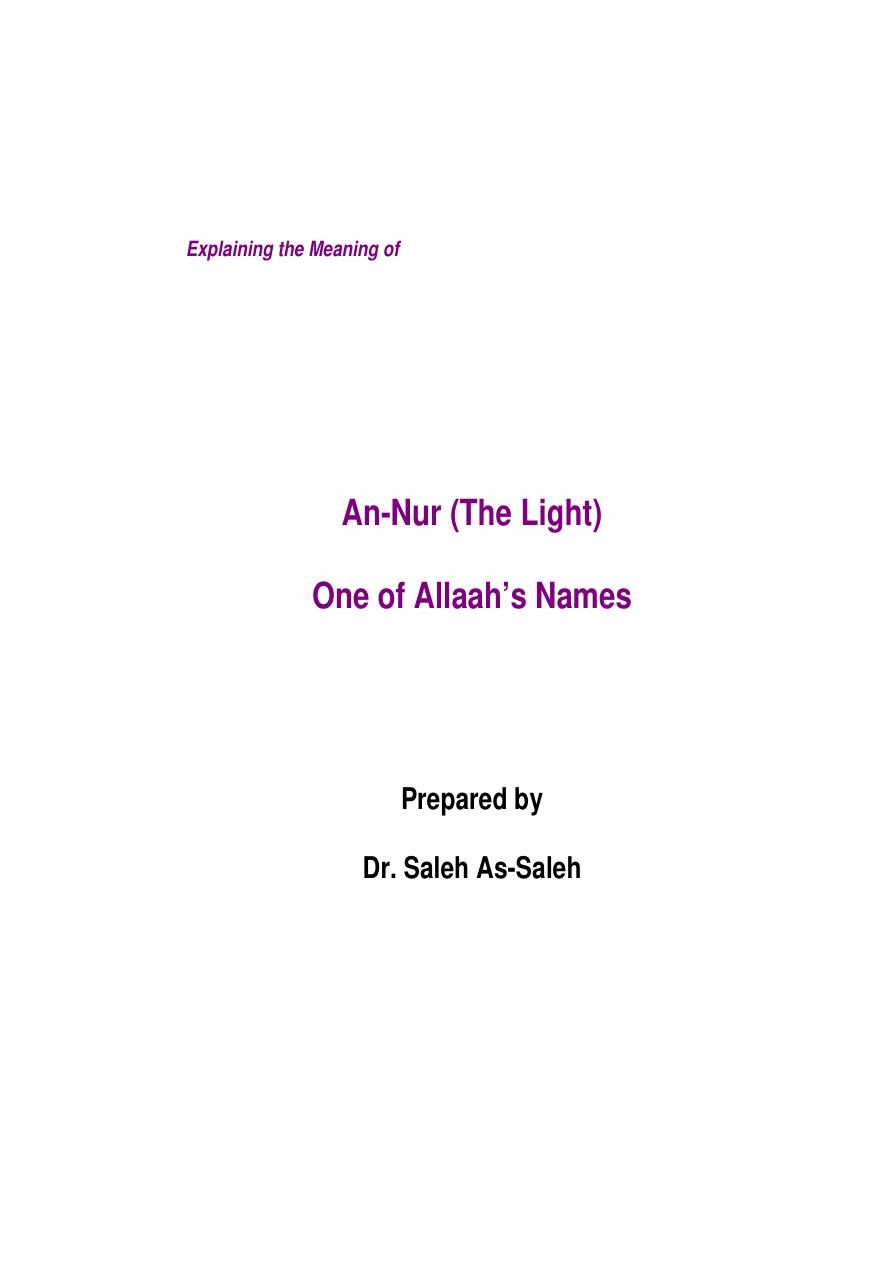 Explaining the Meaning of
An-Nur (The Light)
One of Allaah’s Names
Prepared by
Dr. Saleh As-Saleh